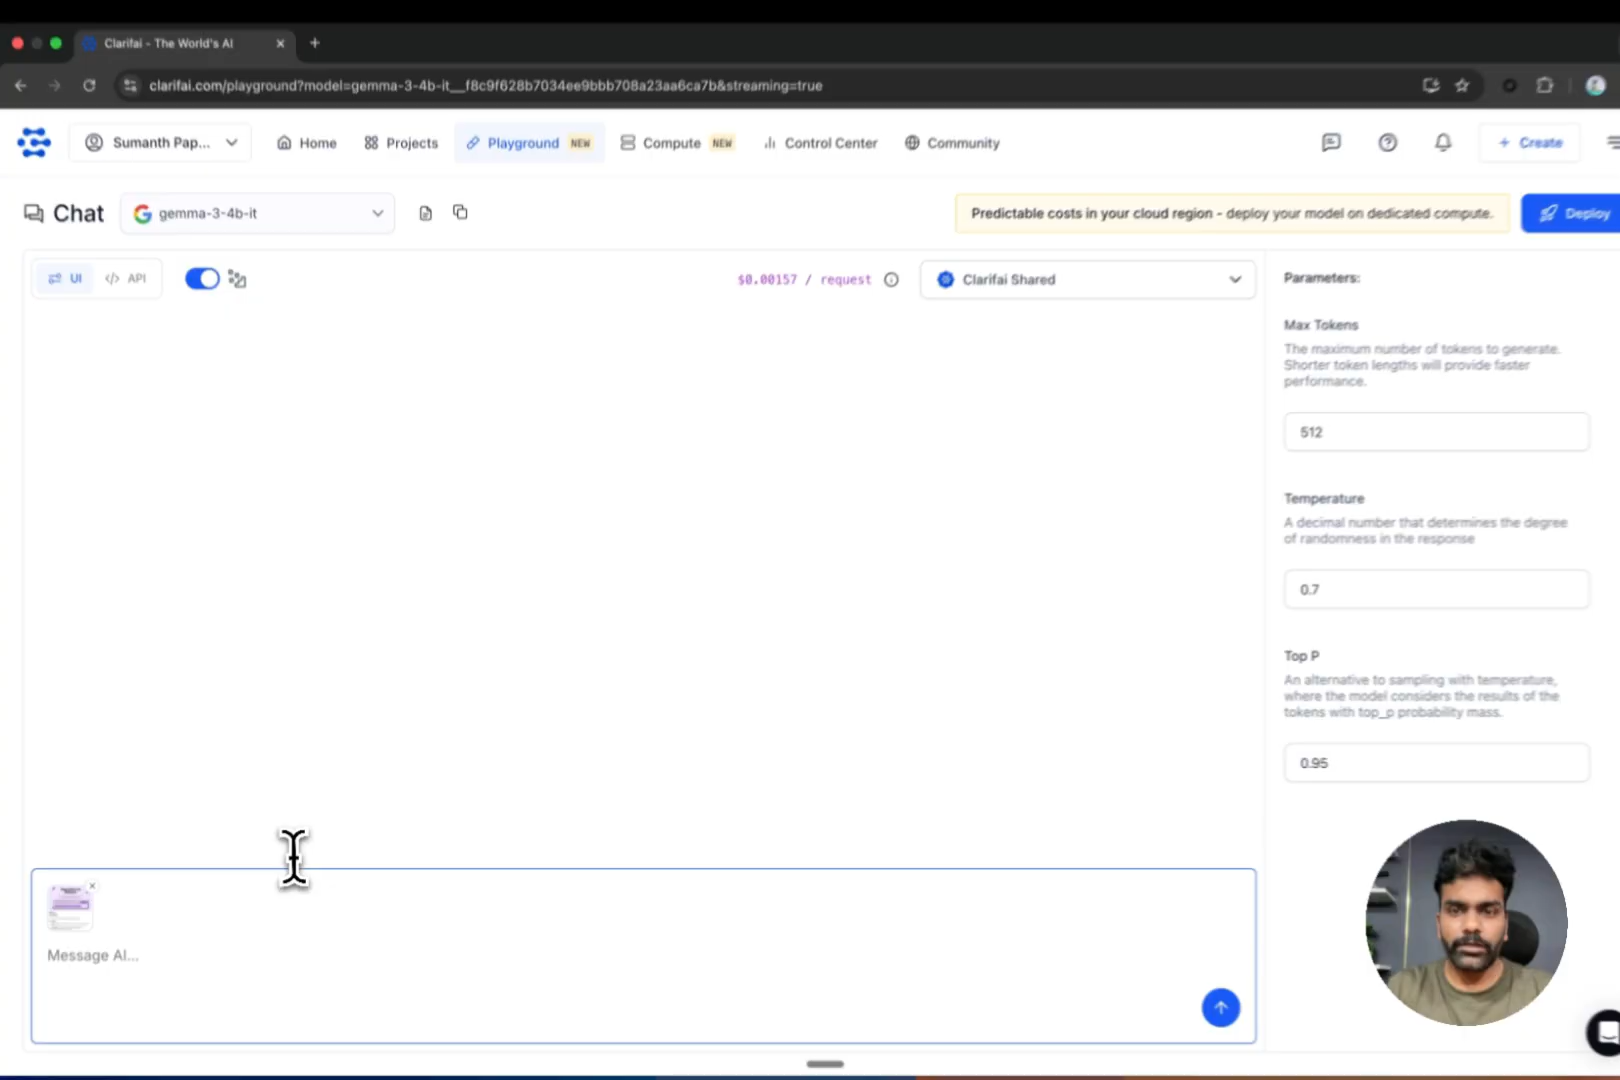 Clarifai - The World's AI
clarifai.com/playground?model=gemma-3-4b-it__f8c9f628b7034ee9bbb708a23aa6ca7b&streaming=true
Sumanth Pap...
Home
Projects
Playground NEW
Compute NEW
Control Center
Community
+ Create
Chat
gemma-3-4b-it
Predictable costs in your cloud region - deploy your model on dedicated compute.
Deploy
UI
API
$0.00157 / request
Clarifai Shared
Parameters:
Max Tokens
The maximum number of tokens to generate.
Shorter token lengths will provide faster
performance.
512
Temperature
A decimal number that determines the degree
of randomness in the response
0.7
Top P
An alternative to sampling with temperature,
where the model considers the results of the
tokens with top_p probability mass.
0.95
Message AI...